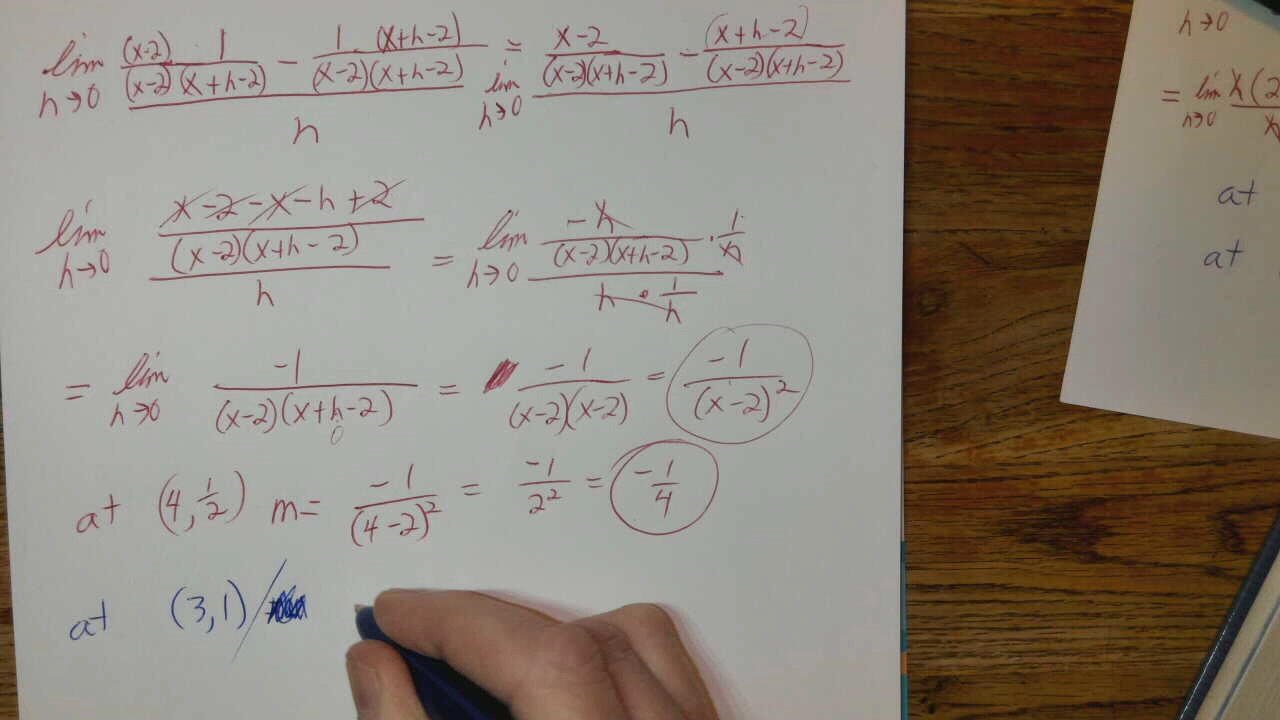 lim h→0 ((x-2)/(x-2) · 1/(x+h-2) - 1/(x-2) (x+h-2)/(x+h-2))/h = lim h→0 ((x-2)/((x-2)(x+h-2)) - (x+h-2)/((x-2)(x+h-2)))/h
lim h→0 ((x-2-x-h+2)/((x-2)(x+h-2)))/h = lim h→0 (-h/((x-2)(x+h-2)) · 1/h)/(h · 1/h)
= lim h→0 -1/((x-2)(x+h-2)) = -1/((x-2)(x-2)) = -1/(x-2)²
0
at (4, 1/2) m= -1/(4-2)² = -1/2² = -1/4
at (3,1)
h→0
= lim h→0 h(2
at
at